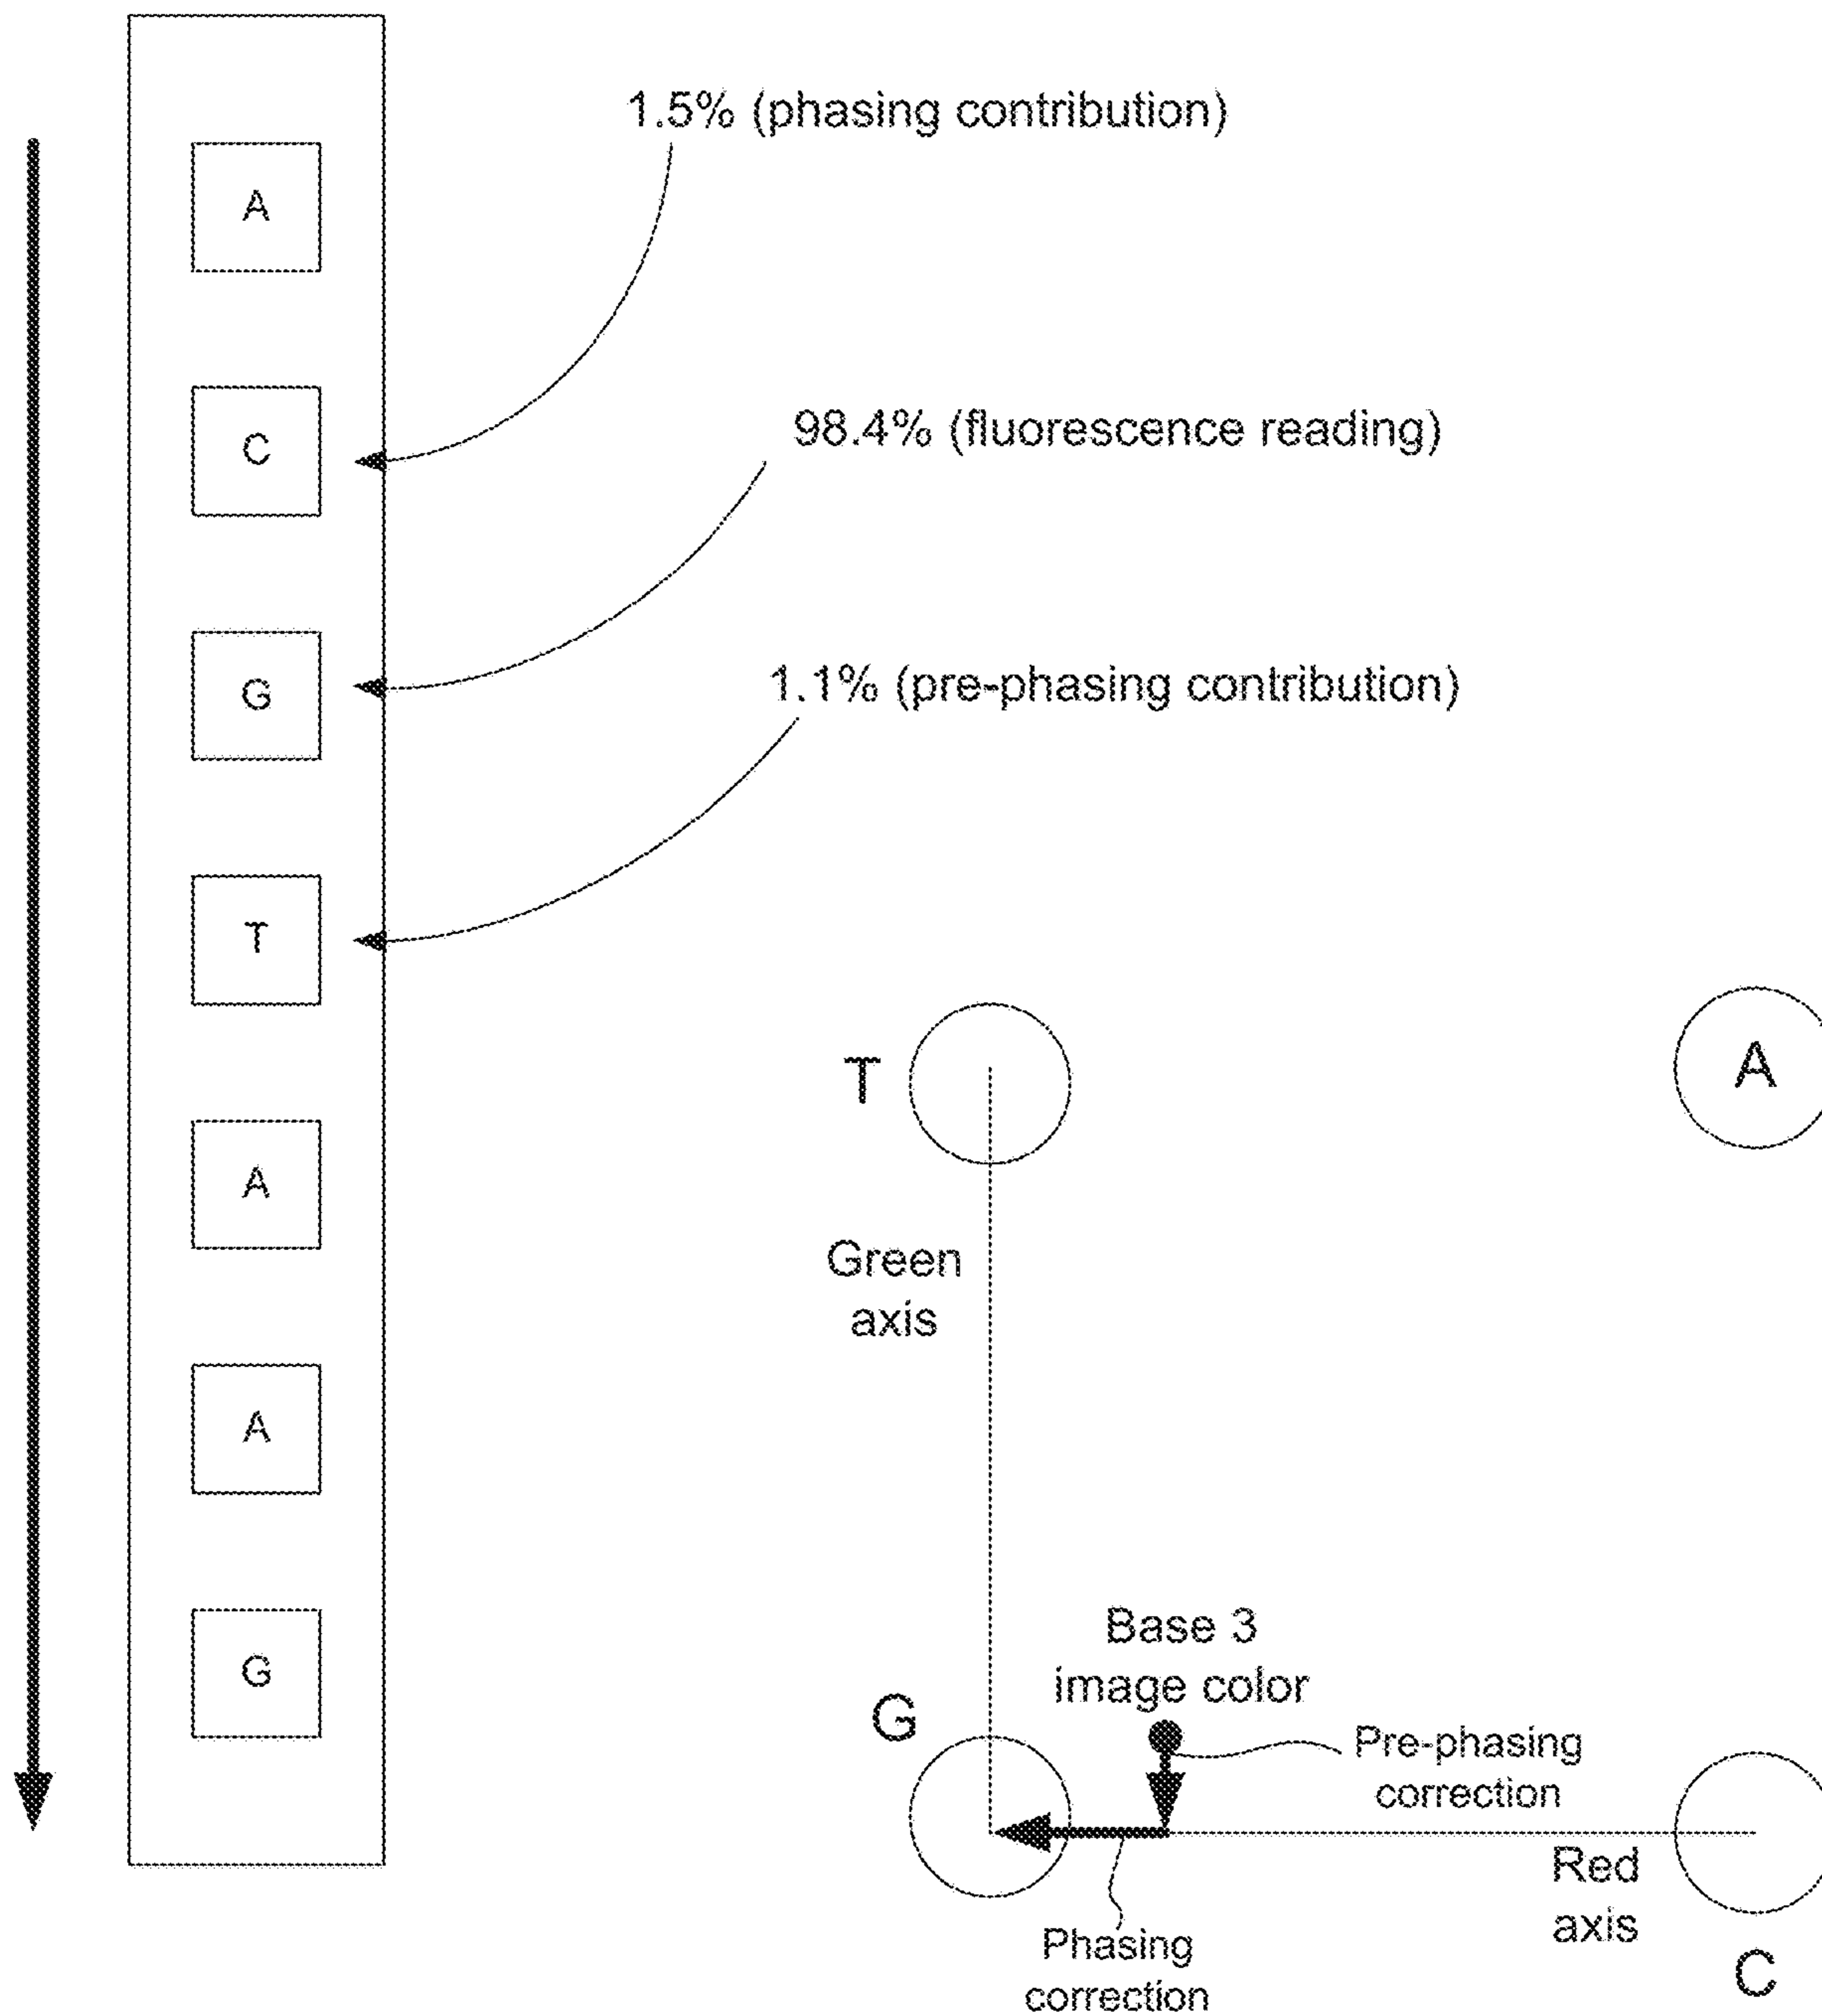 1.5% (phasing contribution)
A
98.4% (fluorescence reading)
C
1.1% (pre-phasing contribution)
G
T
T
A
Green
axis
A
A
G
Base 3
image color
G
Pre-phasing
correction
Red
axis
Phasing
correction
C